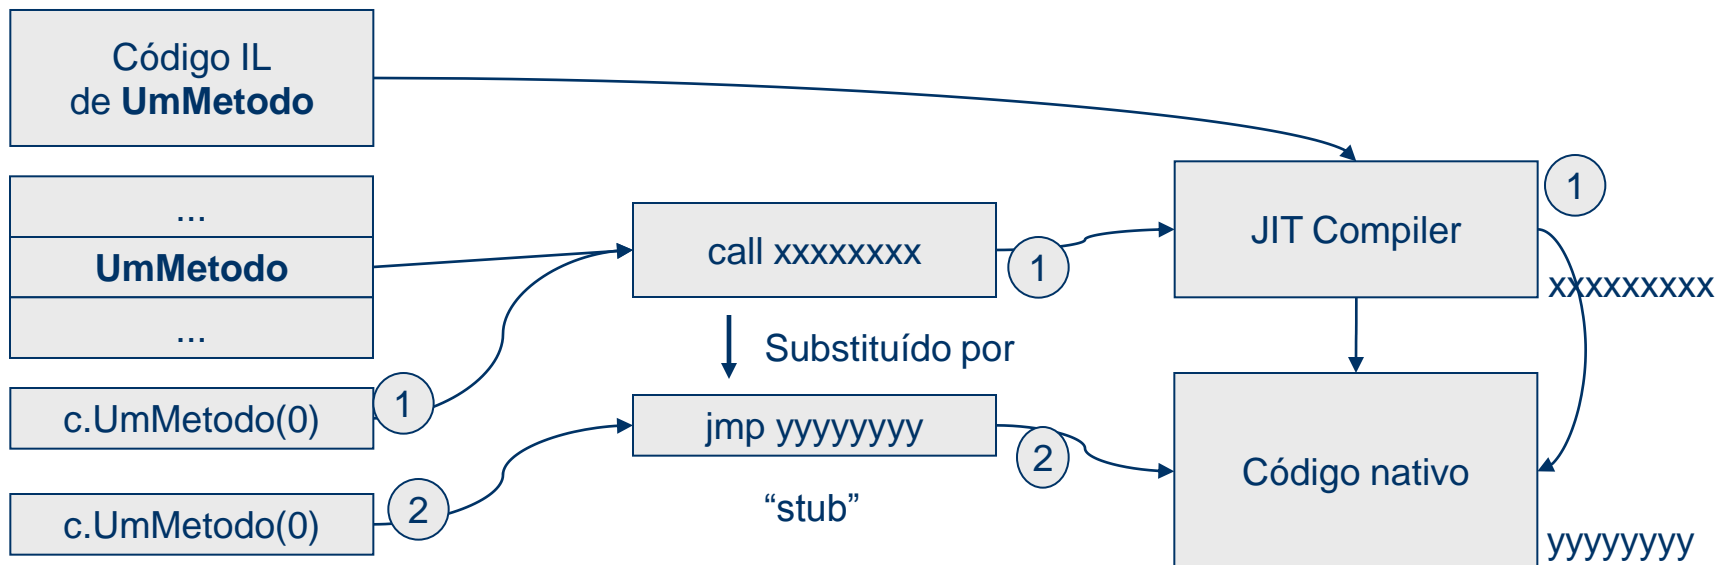 Código IL
de UmMetodo
...
UmMetodo
...
c.UmMetodo(0)
1
c.UmMetodo(0)
2
call xxxxxxxx
1
Substituído por
jmp yyyyyyyy
2
“stub”
JIT Compiler
1
xxxxxxxxx
Código nativo
yyyyyyyy